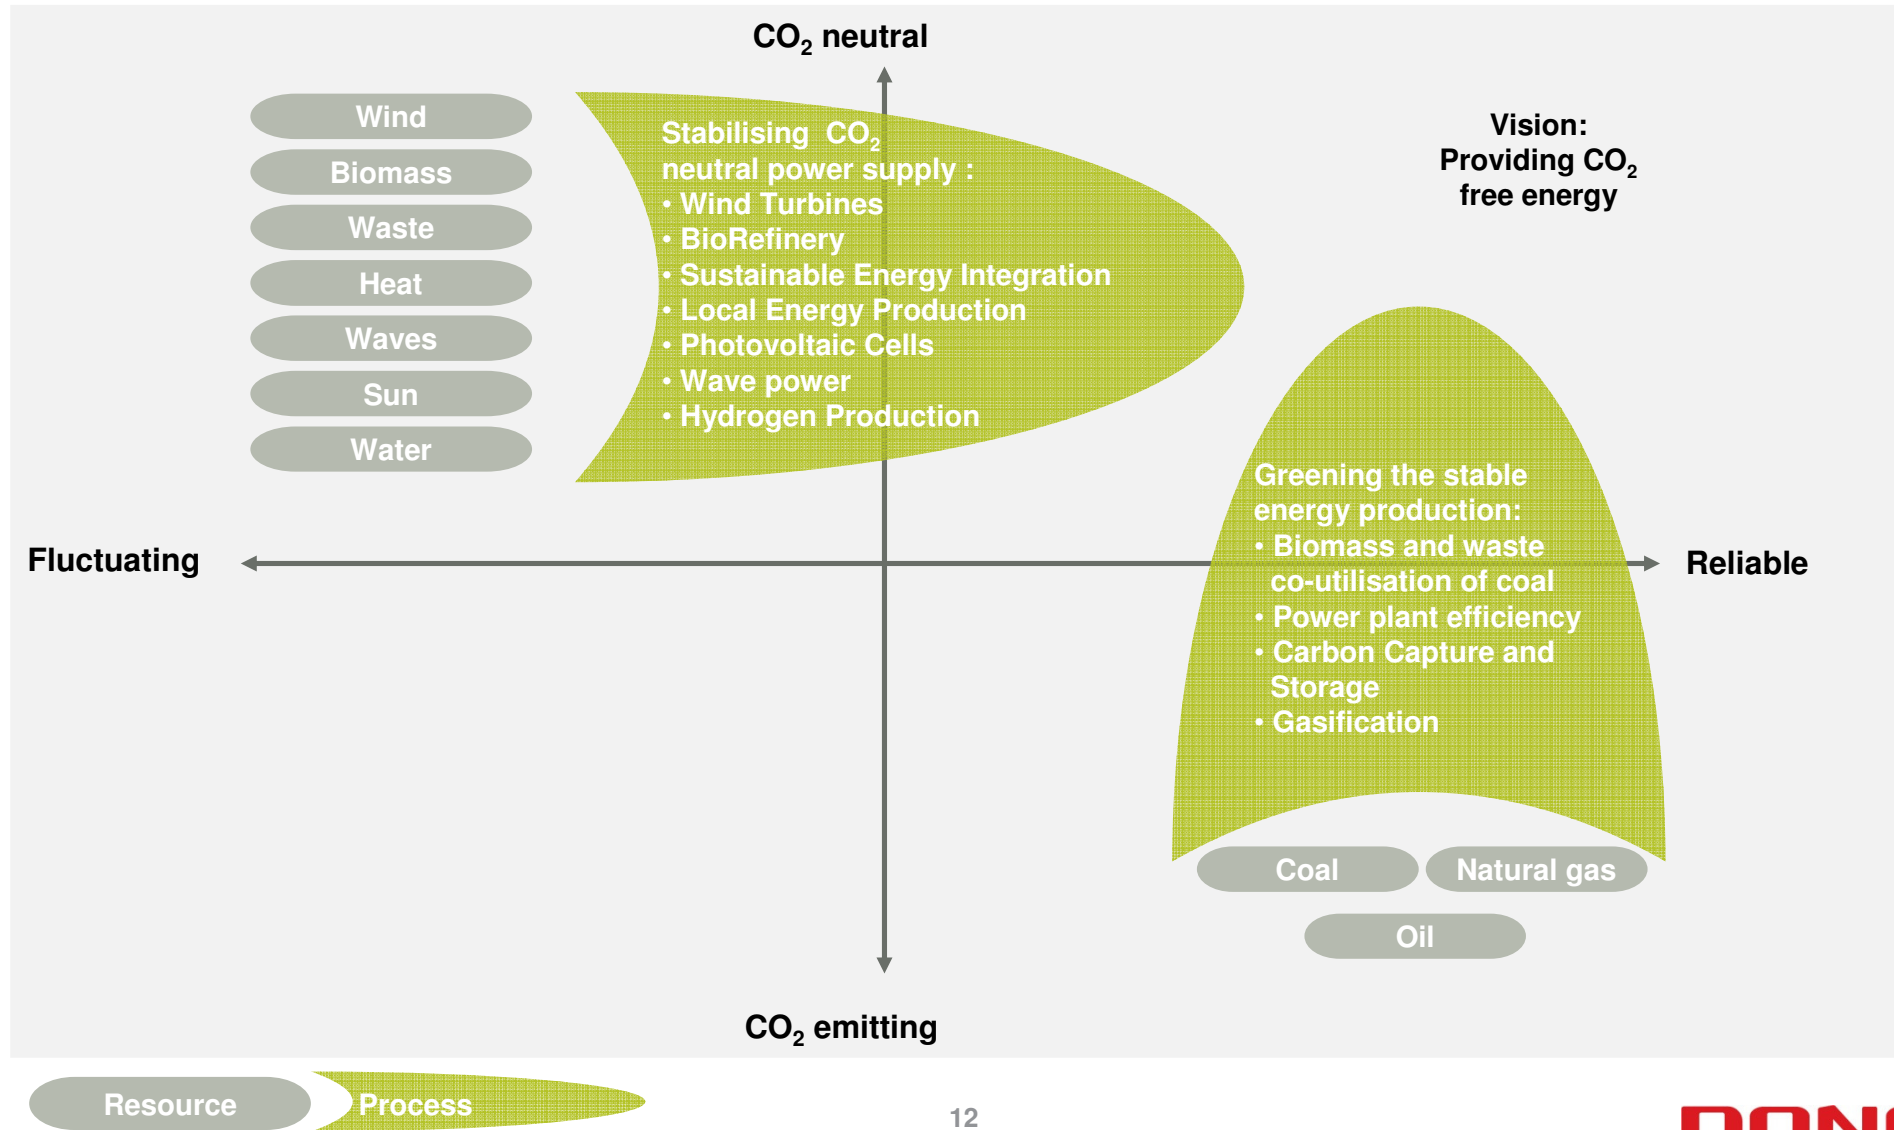 CO₂ neutral
Wind
Biomass
Waste
Heat
Waves
Sun
Water
Stabilising CO₂
neutral power supply :
• Wind Turbines
• BioRefinery
• Sustainable Energy Integration
• Local Energy Production
• Photovoltaic Cells
• Wave power
• Hydrogen Production
Vision:
Providing CO₂
free energy
Fluctuating
Reliable
Greening the stable
energy production:
• Biomass and waste
co-utilisation of coal
• Power plant efficiency
• Carbon Capture and
Storage
• Gasification
Coal
Natural gas
Oil
CO₂ emitting
Resource
Process
12